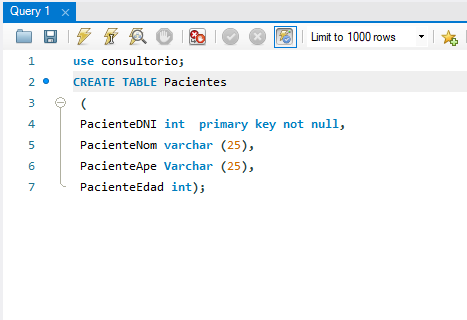 Query 1
Limit to 1000 rows
1 use consultorio;
2 CREATE TABLE Pacientes
3 (
4 PacienteDNI int  primary key not null,
5 PacienteNom varchar (25),
6 PacienteApe Varchar (25),
7 PacienteEdad int);